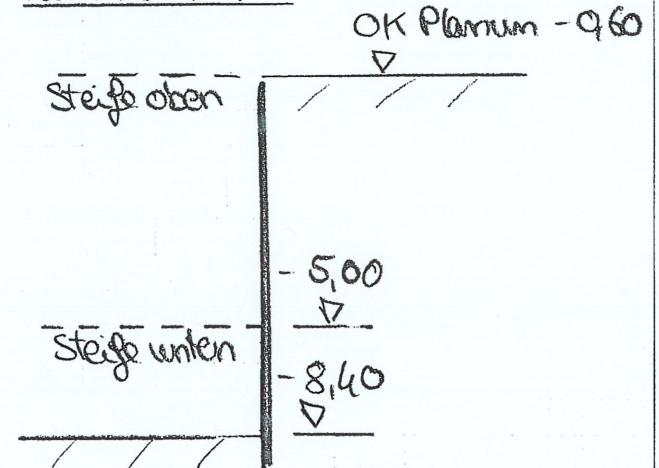 OK Planum - 0,60
Steife oben
- 5,00
Steife unten
- 8,40